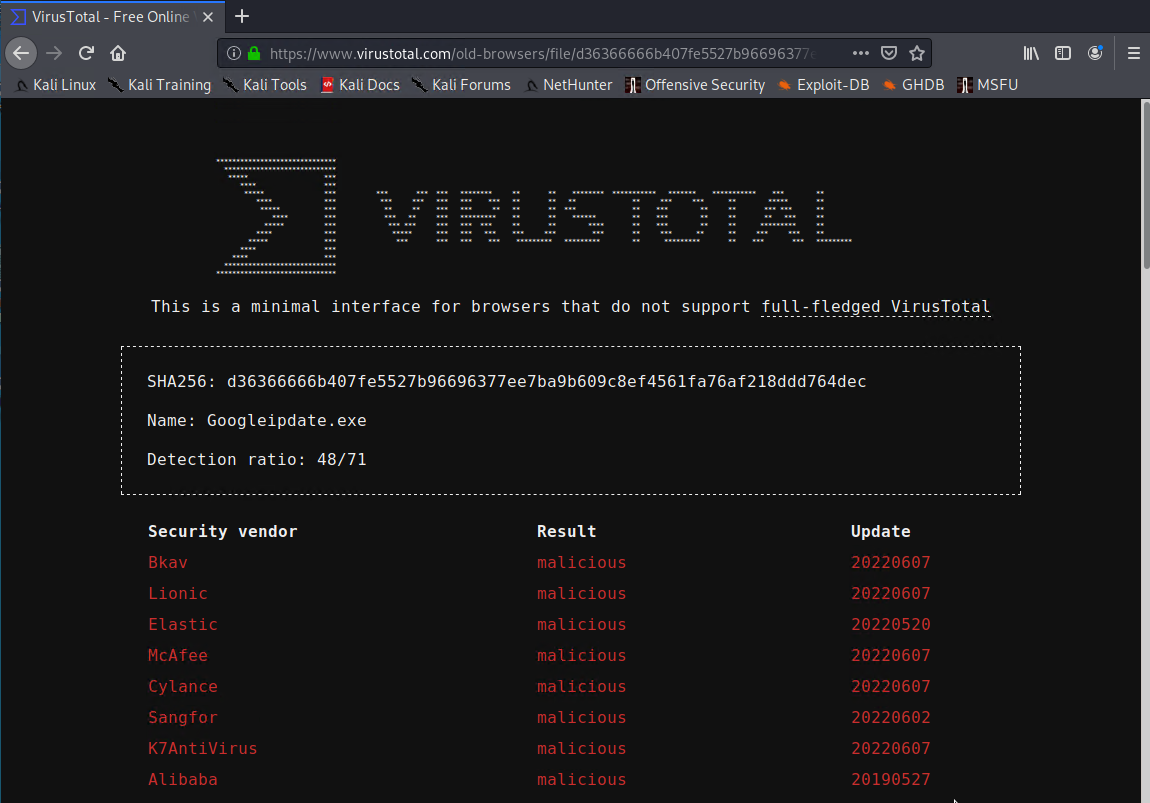 VirusTotal - Free Online
https://www.virustotal.com/old-browsers/file/d36366666b407fe5527b96696377e
Kali Linux Kali Training Kali Tools Kali Docs Kali Forums NetHunter Offensive Security Exploit-DB GHDB MSFU
VIRUSTOTAL
This is a minimal interface for browsers that do not support full-fledged VirusTotal
SHA256: d36366666b407fe5527b96696377ee7ba9b609c8ef4561fa76af218ddd764dec
Name: Googleipdate.exe
Detection ratio: 48/71
Security vendor Result Update
Bkav malicious 20220607
Lionic malicious 20220607
Elastic malicious 20220520
McAfee malicious 20220607
Cylance malicious 20220607
Sangfor malicious 20220602
K7AntiVirus malicious 20220607
Alibaba malicious 20190527